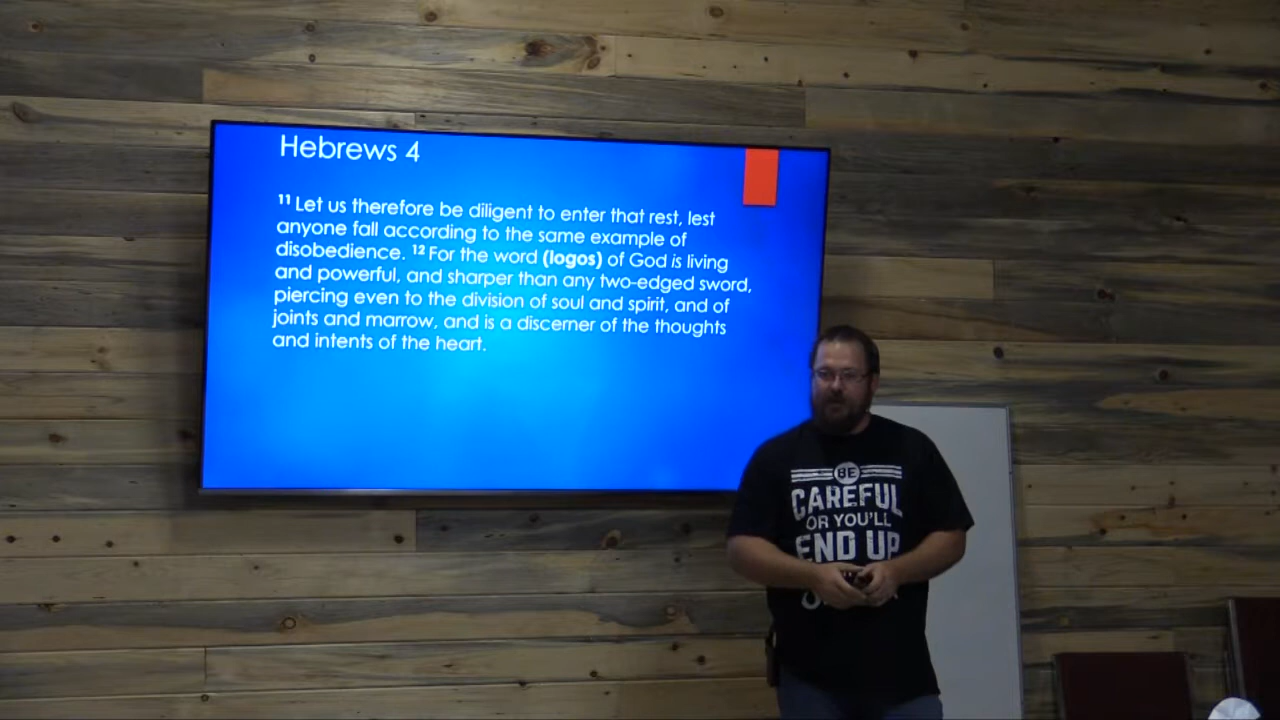 Hebrews 4
11 Let us therefore be diligent to enter that rest, lest
anyone fall according to the same example of
disobedience. 12 For the word (logos) of God is living
and powerful, and sharper than any two-edged sword,
piercing even to the division of soul and spirit, and of
joints and marrow, and is a discerner of the thoughts
and intents of the heart.
BE
CAREFUL
OR YOU'LL
END UP